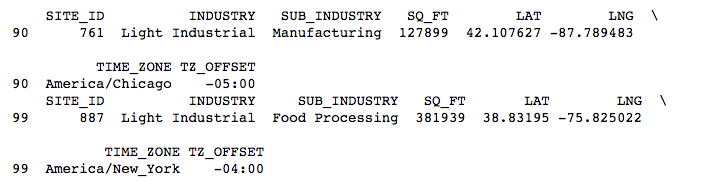 SITE_ID INDUSTRY SUB_INDUSTRY SQ_FT LAT LNG \
90 761 Light Industrial Manufacturing 127899 42.107627 -87.789483
TIME_ZONE TZ_OFFSET
90 America/Chicago -05:00
SITE_ID INDUSTRY SUB_INDUSTRY SQ_FT LAT LNG \
99 887 Light Industrial Food Processing 381939 38.83195 -75.825022
TIME_ZONE TZ_OFFSET
99 America/New_York -04:00